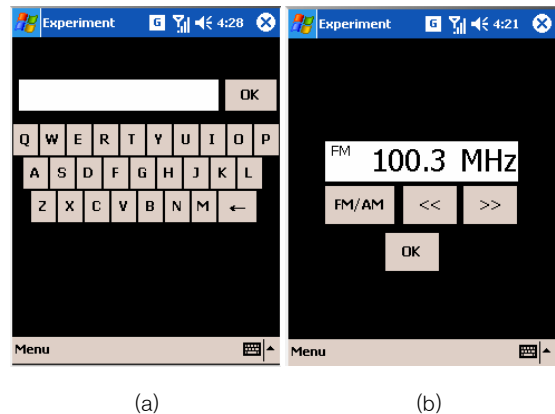 Experiment G 4:28
OK
Q W E R T Y U I O P
A S D F G H J K L
Z X C V B N M ←
Menu
(a)
Experiment G 4:21
FM 100.3 MHz
FM/AM << >>
OK
Menu
(b)